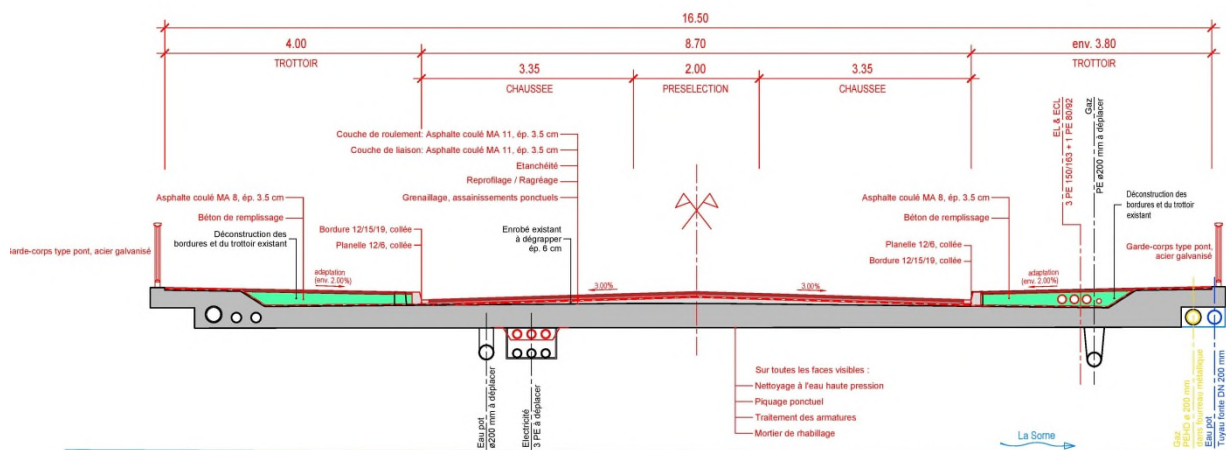 16.50
4.00
8.70
env. 3.80
TROTTOIR
TROTTOIR
3.35
2.00
3.35
CHAUSSEE
PRESELECTION
CHAUSSEE
EL & ECL
3 PE 150/163 + 1 PE 80/92
Gaz
PE ø200 mm à déplacer
Couche de roulement: Asphalte coulé MA 11, ép. 3.5 cm
Couche de liaison: Asphalte coulé MA 11, ép. 3.5 cm
Etanchéité
Reprofilage / Ragréage
Grenaillage, assainissements ponctuels
Asphalte coulé MA 8, ép. 3.5 cm
Béton de remplissage
Déconstruction des
bordures et du trottoir existant
Bordure 12/15/19, collée
Planelle 12/6, collée
Enrobé existant
à dégrapper
ép. 6 cm
Asphalte coulé MA 8, ép. 3.5 cm
Béton de remplissage
Planelle 12/6, collée
Bordure 12/15/19, collée
Déconstruction des
bordures et du trottoir
existant
Garde-corps type pont,
acier galvanisé
Garde-corps type pont, acier galvanisé
adaptation
(env. 2.00%)
3.00%
3.00%
adaptation
(env. 2.00%)
Sur toutes les faces visibles :
Nettoyage à l'eau haute pression
Piquage ponctuel
Traitement des armatures
Mortier de rhabillage
Eau pot
ø200 mm à déplacer
Electricité
3 PE à déplacer
La Sorne
Gaz
PEHD ø 200 mm
dans fourreau métallique
Eau pot
Tuyau fonte DN 200 mm